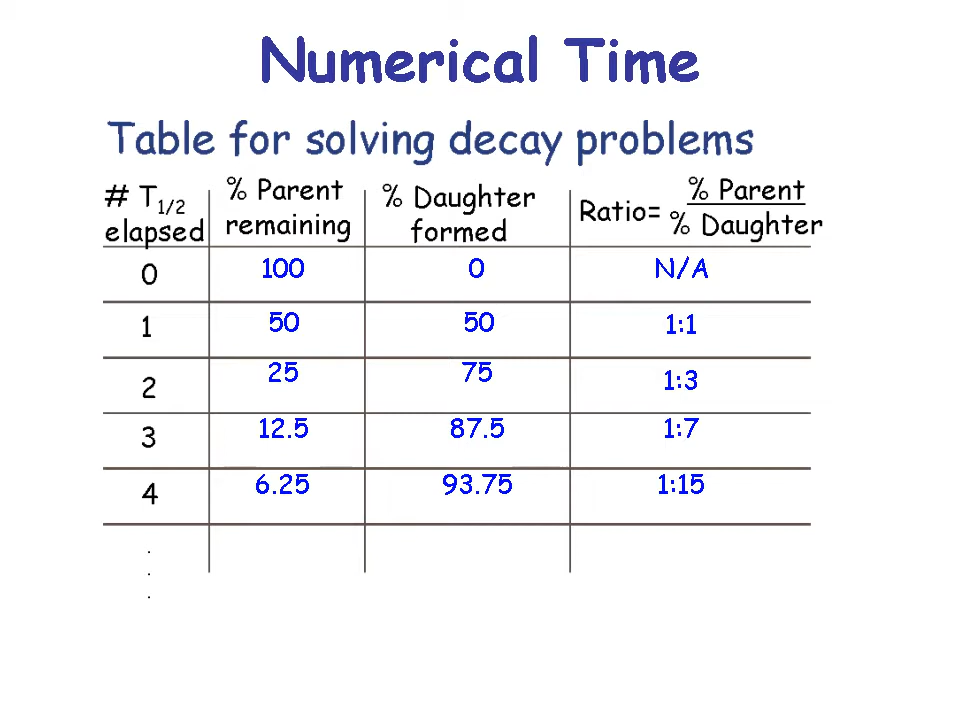 Numerical Time
Table for solving decay problems
# T1/2 elapsed % Parent remaining % Daughter formed Ratio= % Parent % Daughter
0 100 0 N/A
1 50 50 1:1
2 25 75 1:3
3 12.5 87.5 1:7
4 6.25 93.75 1:15
.
.
.